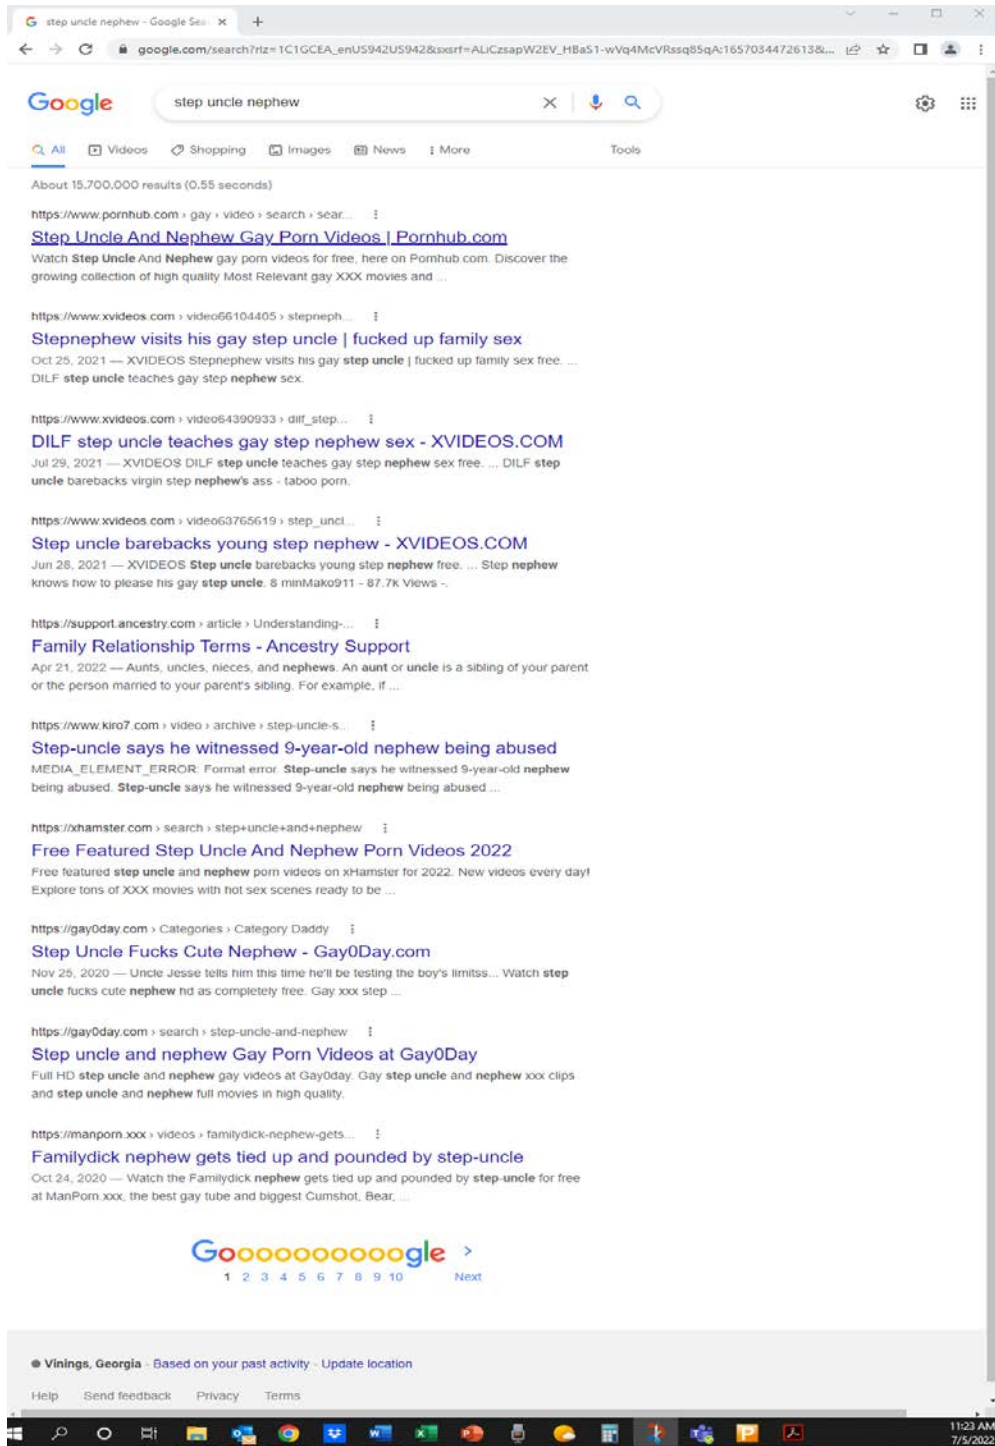 step uncle nephew - Google Sea
google.com/search?rlz=1C1GCEA_enUS942US942&sxsrf=ALiCzsapW2EV_HBaS1-wVq4McVRssq85qA:1657034472613&...
Google
step uncle nephew
All Videos Shopping Images News More Tools
About 15,700,000 results (0.55 seconds)
https://www.pornhub.com › gay › video › search › sear...
Step Uncle And Nephew Gay Porn Videos | Pornhub.com
Watch Step Uncle And Nephew gay porn videos for free, here on Pornhub.com. Discover the
growing collection of high quality Most Relevant gay XXX movies and ...
https://www.xvideos.com › video66104405 › stepneph...
Stepnephew visits his gay step uncle | fucked up family sex
Oct 25, 2021 — XVIDEOS Stepnephew visits his gay step uncle | fucked up family sex free. ...
DILF step uncle teaches gay step nephew sex.
https://www.xvideos.com › video64390933 › dilf_step...
DILF step uncle teaches gay step nephew sex - XVIDEOS.COM
Jul 29, 2021 — XVIDEOS DILF step uncle teaches gay step nephew sex free. ... DILF step
uncle barebacks virgin step nephew's ass - taboo porn.
https://www.xvideos.com › video63765619 › step_uncl...
Step uncle barebacks young step nephew - XVIDEOS.COM
Jun 28, 2021 — XVIDEOS Step uncle barebacks young step nephew free. ... Step nephew
knows how to please his gay step uncle. 8 minMako911 - 87.7k Views -.
https://support.ancestry.com › article › Understanding-...
Family Relationship Terms - Ancestry Support
Apr 21, 2022 — Aunts, uncles, nieces, and nephews. An aunt or uncle is a sibling of your parent
or the person married to your parent's sibling. For example, if ...
https://www.kiro7.com › video › archive › step-uncle-s...
Step-uncle says he witnessed 9-year-old nephew being abused
MEDIA_ELEMENT_ERROR: Format error. Step-uncle says he witnessed 9-year-old nephew
being abused. Step-uncle says he witnessed 9-year-old nephew being abused ...
https://xhamster.com › search › step+uncle+and+nephew
Free Featured Step Uncle And Nephew Porn Videos 2022
Free featured step uncle and nephew porn videos on xHamster for 2022. New videos every day!
Explore tons of XXX movies with hot sex scenes ready to be ...
https://gay0day.com › Categories › Category Daddy
Step Uncle Fucks Cute Nephew - Gay0Day.com
Nov 25, 2020 — Uncle Jesse tells him this time he'll be testing the boy's limitss... Watch step
uncle fucks cute nephew hd as completely free. Gay xxx step ...
https://gay0day.com › search › step-uncle-and-nephew
Step uncle and nephew Gay Porn Videos at Gay0Day
Full HD step uncle and nephew gay videos at Gay0day. Gay step uncle and nephew xxx clips
and step uncle and nephew full movies in high quality.
https://manporn.xxx › videos › familydick-nephew-gets...
Familydick nephew gets tied up and pounded by step-uncle
Oct 24, 2020 — Watch the Familydick nephew gets tied up and pounded by step-uncle for free
at ManPorn.xxx, the best gay tube and biggest Cumshot, Bear, ...
Goooooooooogle >
1 2 3 4 5 6 7 8 9 10 Next
Vinings, Georgia - Based on your past activity - Update location
Help Send feedback Privacy Terms
11:23 AM
7/5/2022